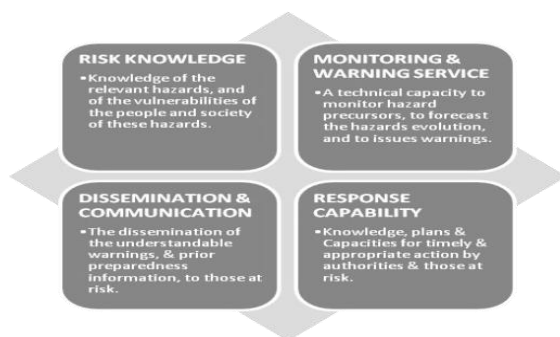 RISK KNOWLEDGE
•Knowledge of the
relevant hazards, and
of the vulnerabilities of
the people and society
of these hazards.
MONITORING &
WARNING SERVICE
•A technical capacity to
monitor hazard
precursors, to forecast
the hazards evolution,
and to issues warnings.
DISSEMINATION &
COMMUNICATION
•The dissemination of
the understandable
warnings, & prior
preparedness
information, to those at
risk.
RESPONSE
CAPABILITY
•Knowledge, plans &
Capacities for timely &
appropriate action by
authorities & those at
risk.